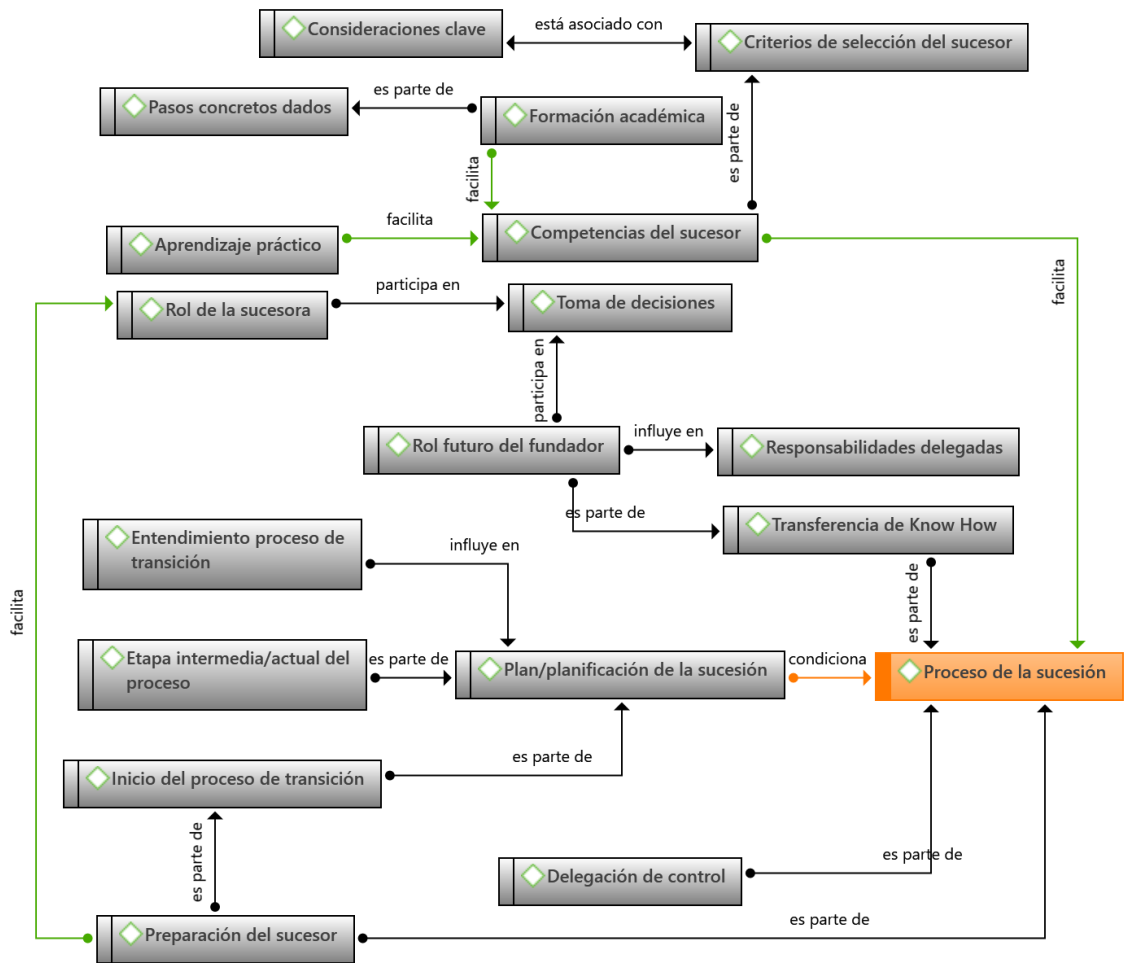 Consideraciones clave
está asociado con
Criterios de selección del sucesor
Pasos concretos dados
es parte de
Formación académica
es parte de
facilita
Aprendizaje práctico
facilita
Competencias del sucesor
facilita
Rol de la sucesora
participa en
Toma de decisiones
participa en
Rol futuro del fundador
influye en
Responsabilidades delegadas
es parte de
Transferencia de Know How
Entendimiento proceso de
transición
influye en
es parte de
facilita
Etapa intermedia/actual del
proceso
es parte de
Plan/planificación de la sucesión
condiciona
Proceso de la sucesión
Inicio del proceso de transición
es parte de
es parte de
Delegación de control
es parte de
Preparación del sucesor
es parte de